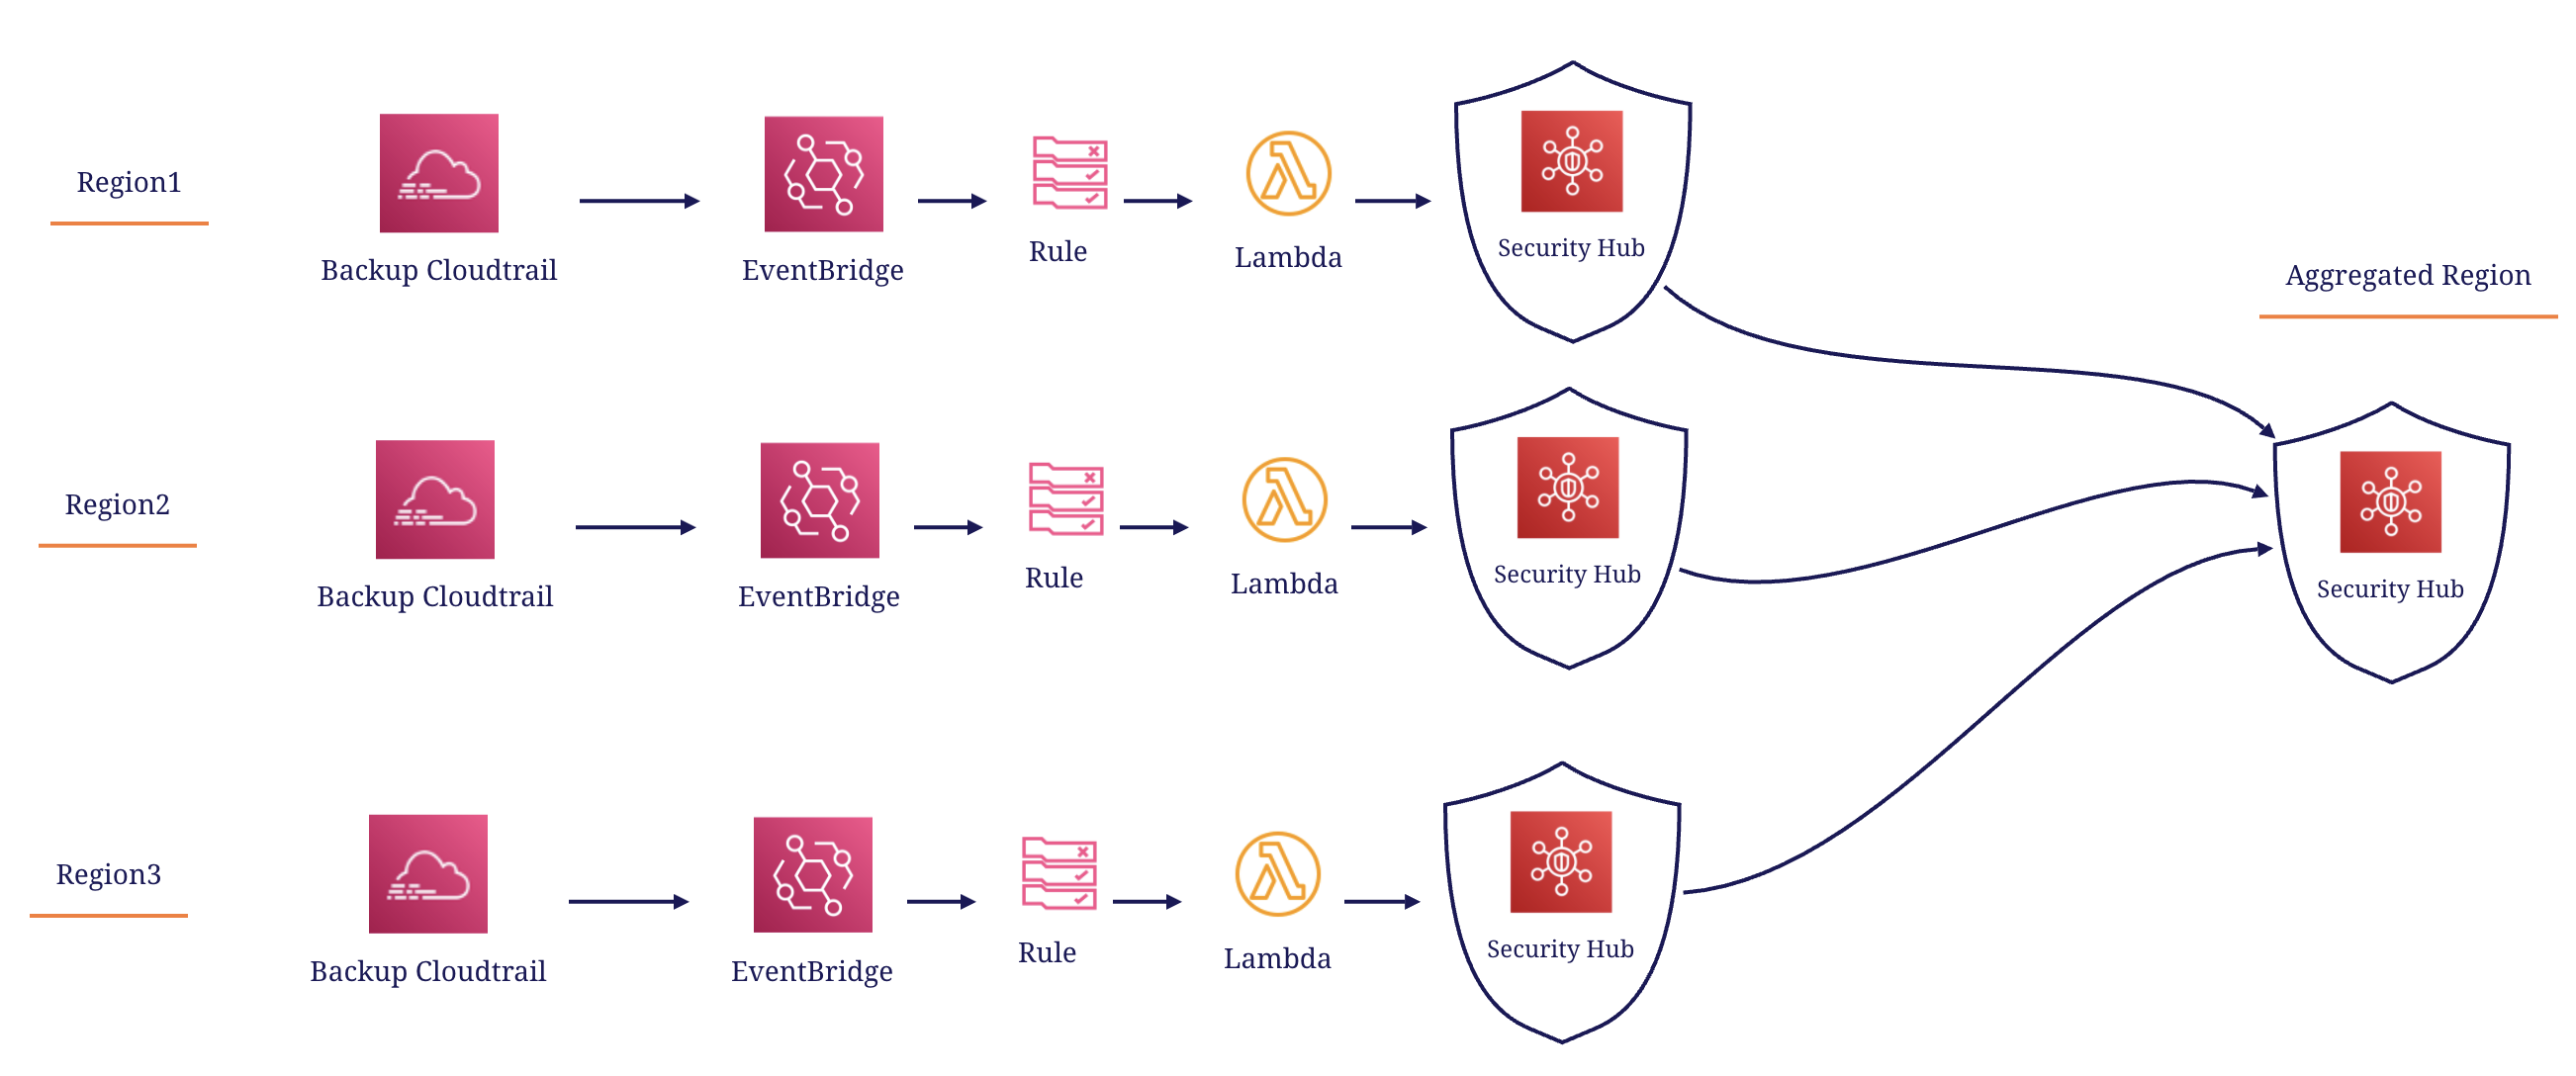 Region1
Backup Cloudtrail
EventBridge
Rule
Lambda
Security Hub
Aggregated Region
Region2
Backup Cloudtrail
EventBridge
Rule
Lambda
Security Hub
Security Hub
Region3
Backup Cloudtrail
EventBridge
Rule
Lambda
Security Hub